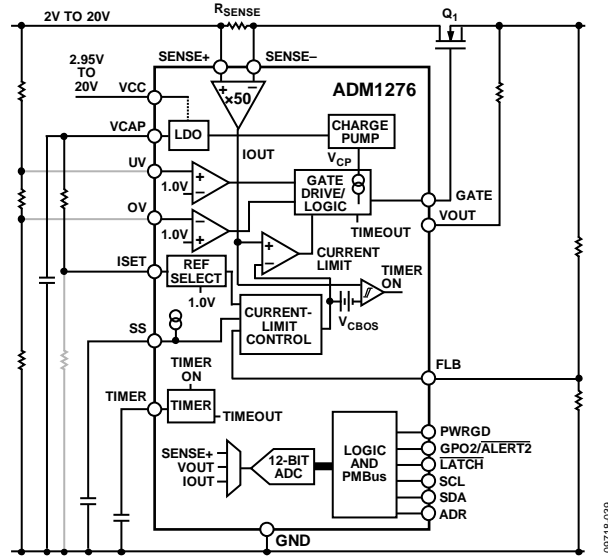 2V TO 20V
RSENSE
Q1
SENSE+
SENSE–
2.95V
TO
20V
VCC
ADM1276
+ –
×50
VCAP
LDO
CHARGE
PUMP
IOUT
VCP
UV
+
1.0V –
GATE
DRIVE/
LOGIC
GATE
VOUT
TIMEOUT
OV
–
1.0V +
+
–
CURRENT
LIMIT
ISET
REF
SELECT
1.0V
TIMER
ON
VCBOS
CURRENT-
LIMIT
CONTROL
SS
FLB
TIMER
ON
TIMER
TIMER
TIMEOUT
SENSE+
VOUT
IOUT
12-BIT
ADC
LOGIC
AND
PMBus
PWRGD
GPO2/ALERT2
LATCH
SCL
SDA
ADR
GND
09718-039